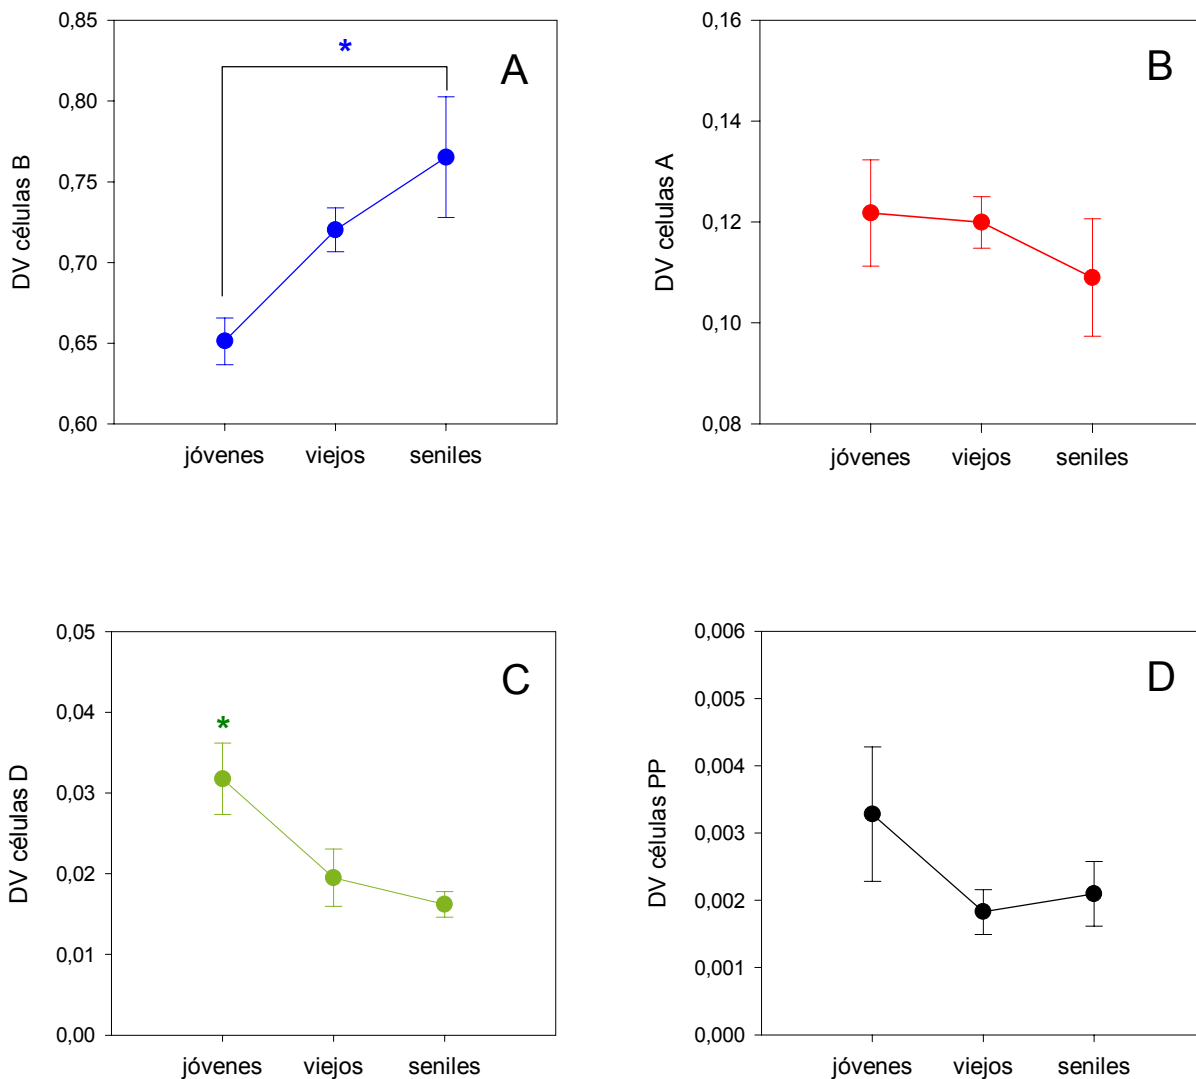 0,85
0,80
0,75
0,70
0,65
0,60
DV células B
*
A
jóvenes viejos seniles
0,16
0,14
0,12
0,10
0,08
DV celulas A
B
jóvenes viejos seniles
0,05
0,04
0,03
0,02
0,01
0,00
DV células D
*
C
jóvenes viejos seniles
0,006
0,005
0,004
0,003
0,002
0,001
0,000
DV células PP
D
jóvenes viejos seniles